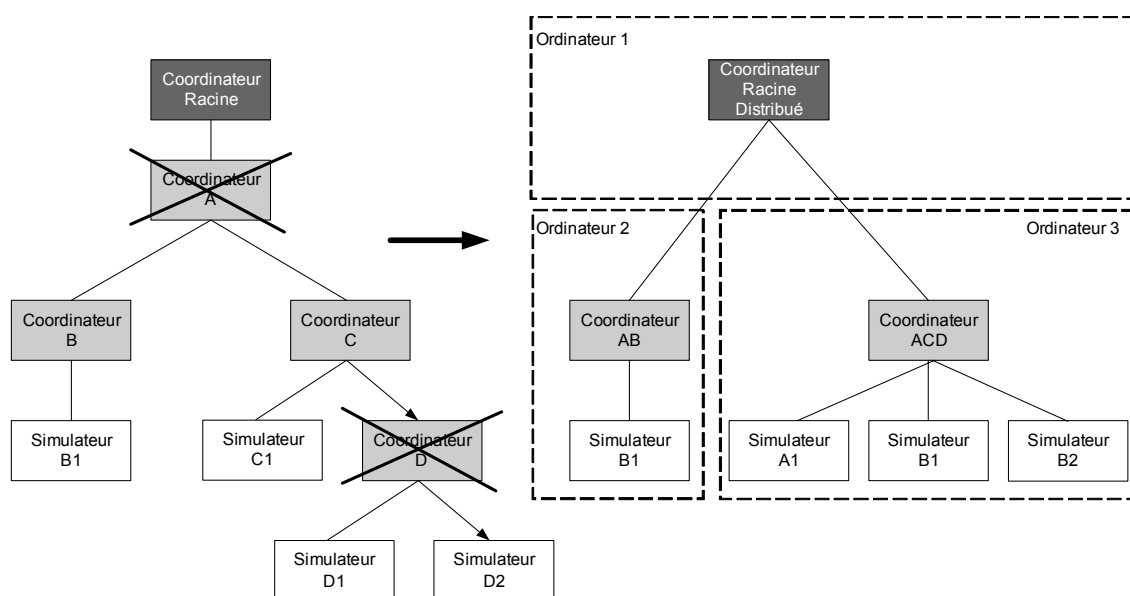 Ordinateur 1
Coordinateur
Racine
Coordinateur
Racine
Distribué
Coordinateur
A
Ordinateur 2
Ordinateur 3
Coordinateur
B
Coordinateur
C
Coordinateur
AB
Coordinateur
ACD
Simulateur
B1
Simulateur
C1
Coordinateur
D
Simulateur
B1
Simulateur
A1
Simulateur
B1
Simulateur
B2
Simulateur
D1
Simulateur
D2